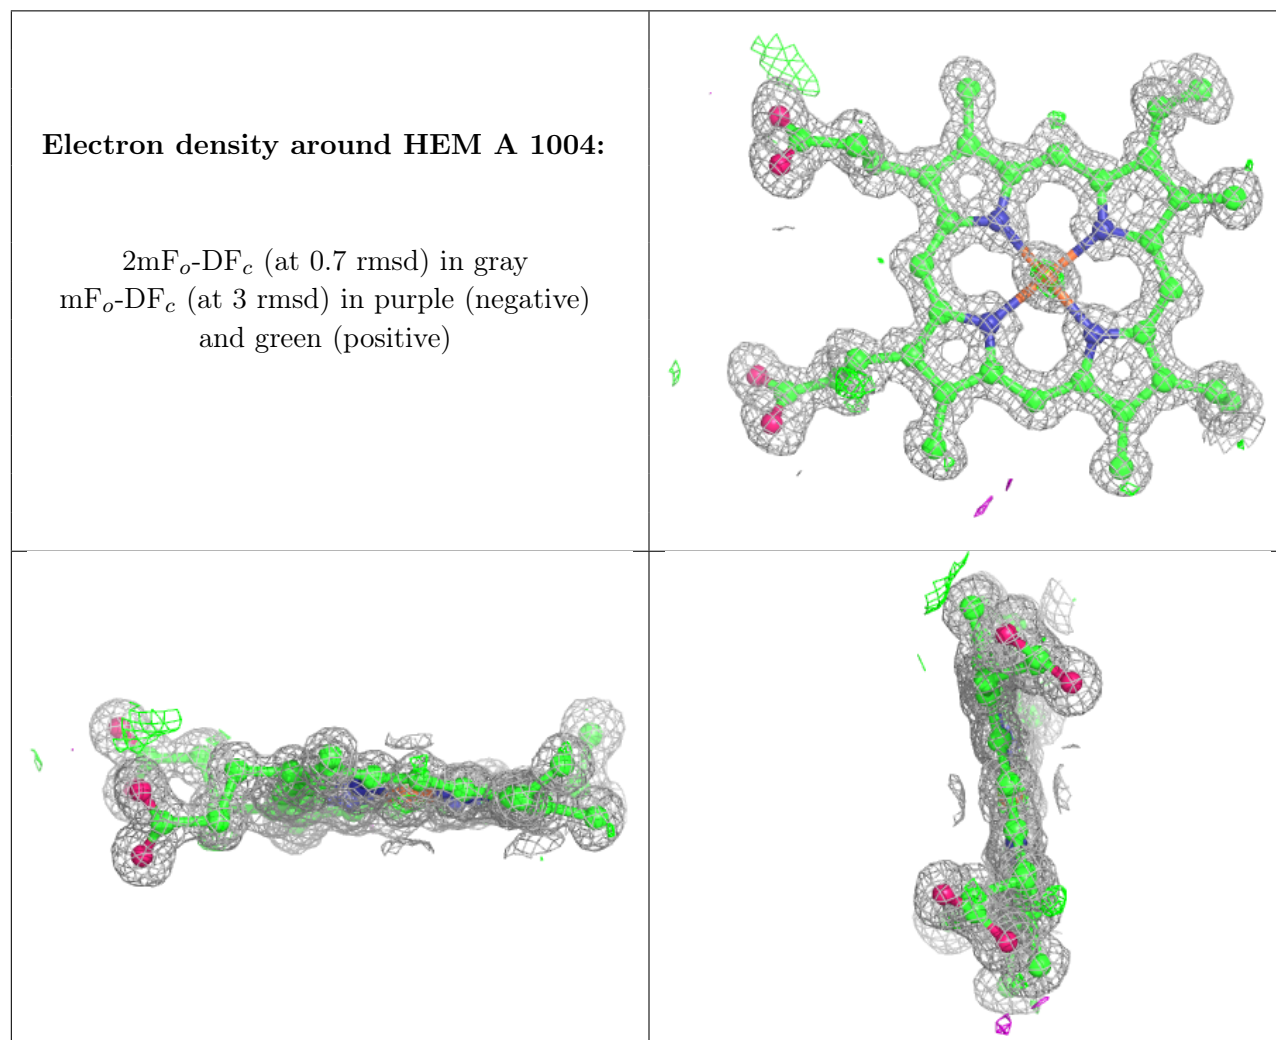 Electron density around HEM A 1004:
2mFₒ-DF𝒸 (at 0.7 rmsd) in gray
mFₒ-DF𝒸 (at 3 rmsd) in purple (negative)
and green (positive)